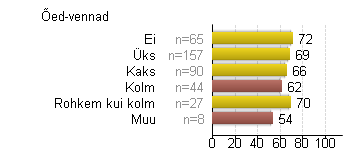 Õed-vennad
Ei n=65 72
Üks n=157 69
Kaks n=90 66
Kolm n=44 62
Rohkem kui kolm n=27 70
Muu n=8 54
0 20 40 60 80 100